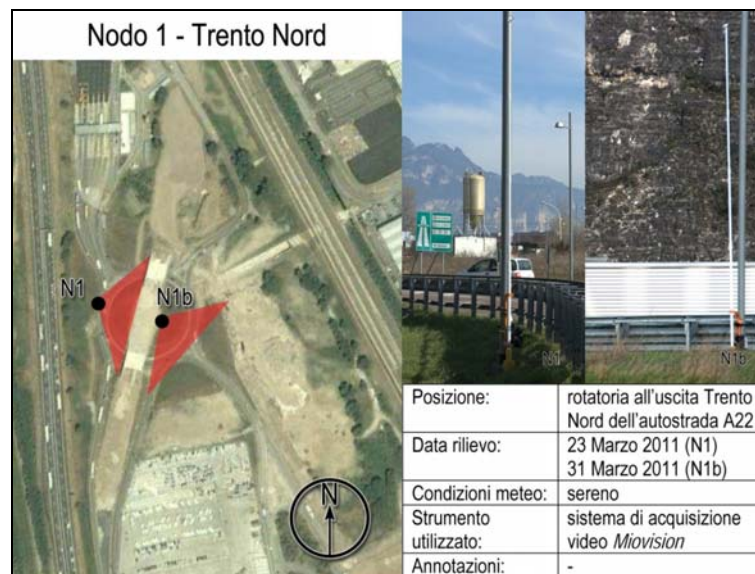 Nodo 1 - Trento Nord
N1
N1b
N
N1
N1b
Posizione:
rotatoria all'uscita Trento
Nord dell'autostrada A22
Data rilievo:
23 Marzo 2011 (N1)
31 Marzo 2011 (N1b)
Condizioni meteo:
sereno
Strumento
utilizzato:
sistema di acquisizione
video Miovision
Annotazioni:
-